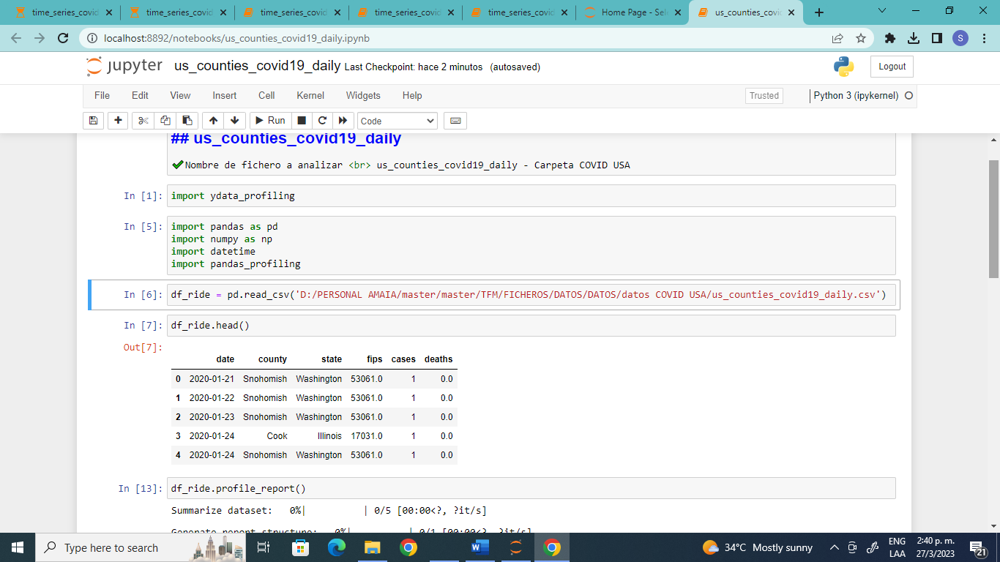 time_series_covid
time_series_covid
time_series_covid
time_series_covid
time_series_covid
Home Page - Sele
us_counties_covid
localhost:8892/notebooks/us_counties_covid19_daily.ipynb
S
jupyter us_counties_covid19_daily Last Checkpoint: hace 2 minutos (autosaved)
Logout
File Edit View Insert Cell Kernel Widgets Help
Trusted
Python 3 (ipykernel)
Run
Code
## us_counties_covid19_daily
Nombre de fichero a analizar <br> us_counties_covid19_daily - Carpeta COVID USA
In [1]: import ydata_profiling
In [5]: import pandas as pd
import numpy as np
import datetime
import pandas_profiling
In [6]: df_ride = pd.read_csv('D:/PERSONAL AMAIA/master/master/TFM/FICHEROS/DATOS/DATOS/datos COVID USA/us_counties_covid19_daily.csv')
In [7]: df_ride.head()
Out[7]:
date county state fips cases deaths
0 2020-01-21 Snohomish Washington 53061.0 1 0.0
1 2020-01-22 Snohomish Washington 53061.0 1 0.0
2 2020-01-23 Snohomish Washington 53061.0 1 0.0
3 2020-01-24 Cook Illinois 17031.0 1 0.0
4 2020-01-24 Snohomish Washington 53061.0 1 0.0
In [13]: df_ride.profile_report()
Summarize dataset: 0%| | 0/5 [00:00<?, ?it/s]
Generate report structure: 0%| | 0/1 [00:00<?, ?it/s]
Type here to search
34°C Mostly sunny
ENG
LAA
2:40 p. m.
27/3/2023
21